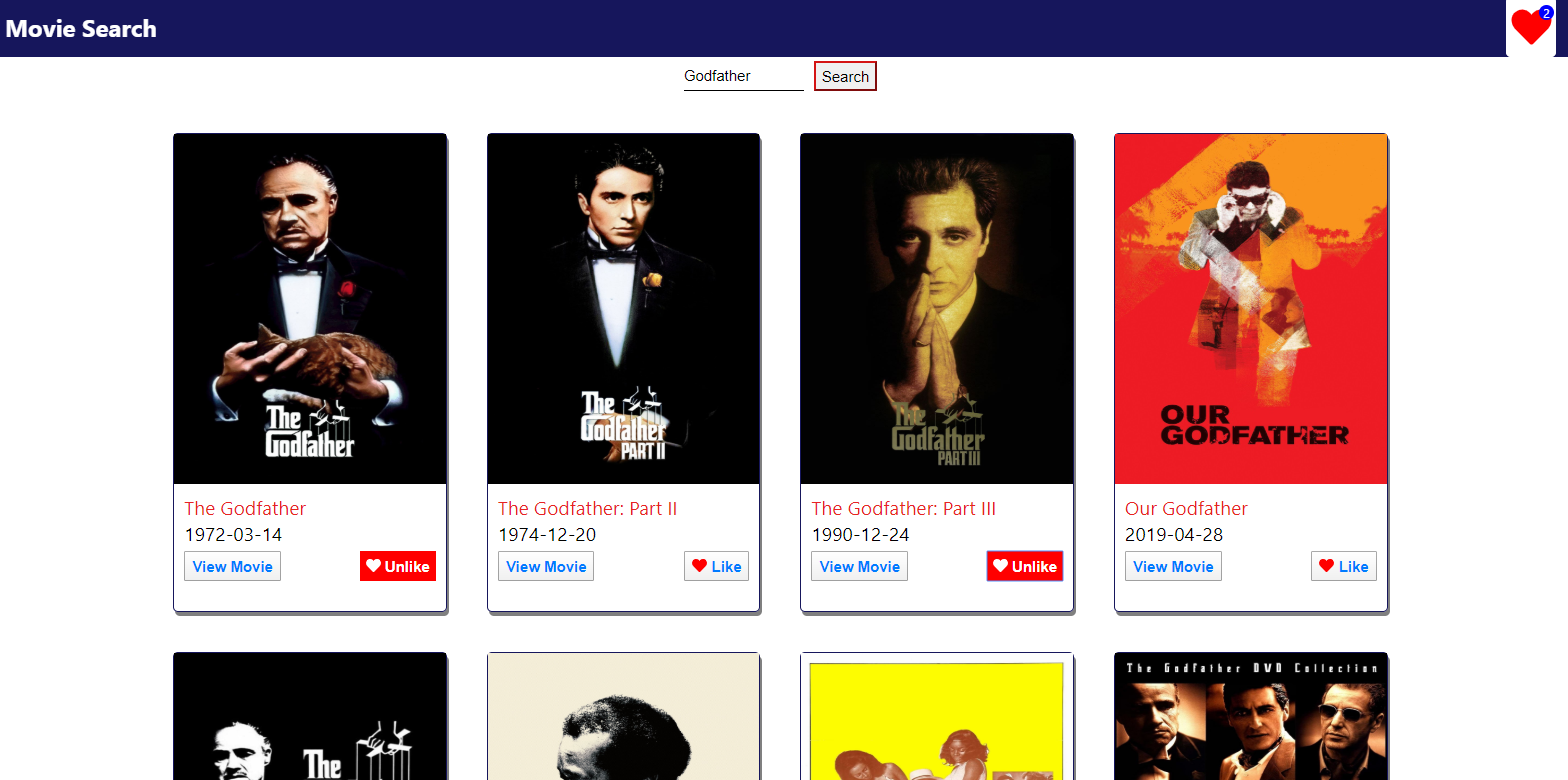 Movie Search
2
Godfather
Search
The
Godfather
The
Godfather
PART II
The
Godfather
PART III
OUR
GODFATHER
The Godfather
1972-03-14
View Movie
Unlike
The Godfather: Part II
1974-12-20
View Movie
Like
The Godfather: Part III
1990-12-24
View Movie
Unlike
Our Godfather
2019-04-28
View Movie
Like
The
The Godfather DVD Collection